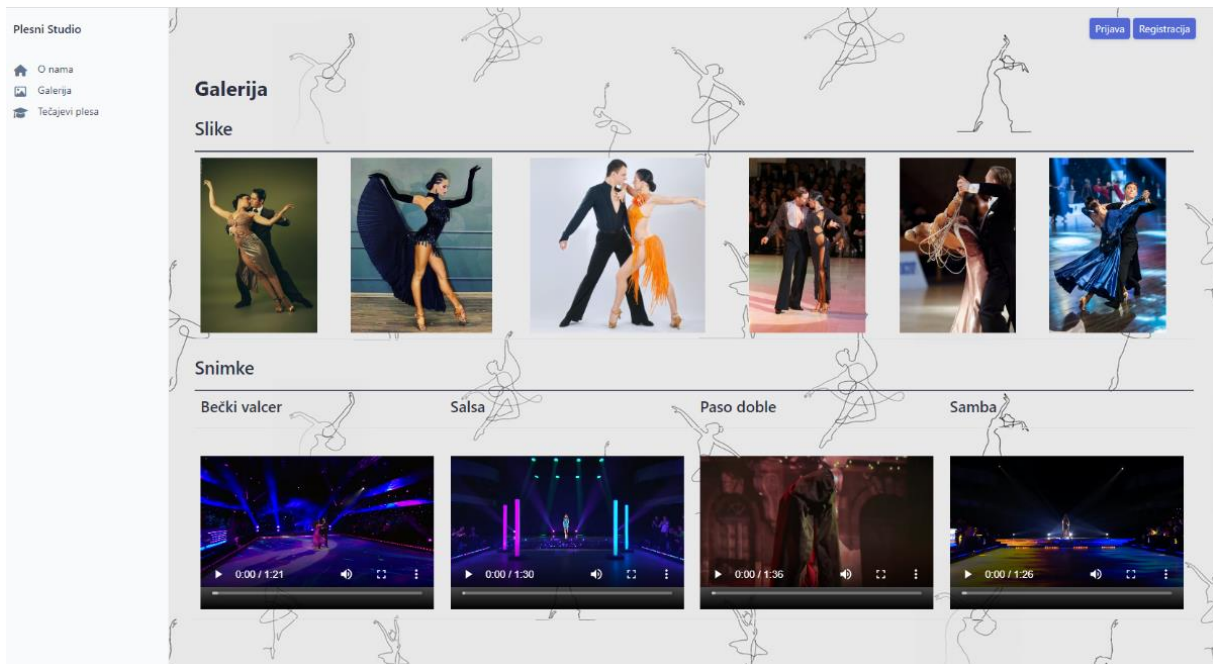 Plesni Studio
O nama
Galerija
Tečajevi plesa
Prijava
Registracija
Galerija
Slike
Snimke
Bečki valcer
Salsa
Paso doble
Samba
0:00 / 1:21
0:00 / 1:30
0:00 / 1:36
0:00 / 1:26